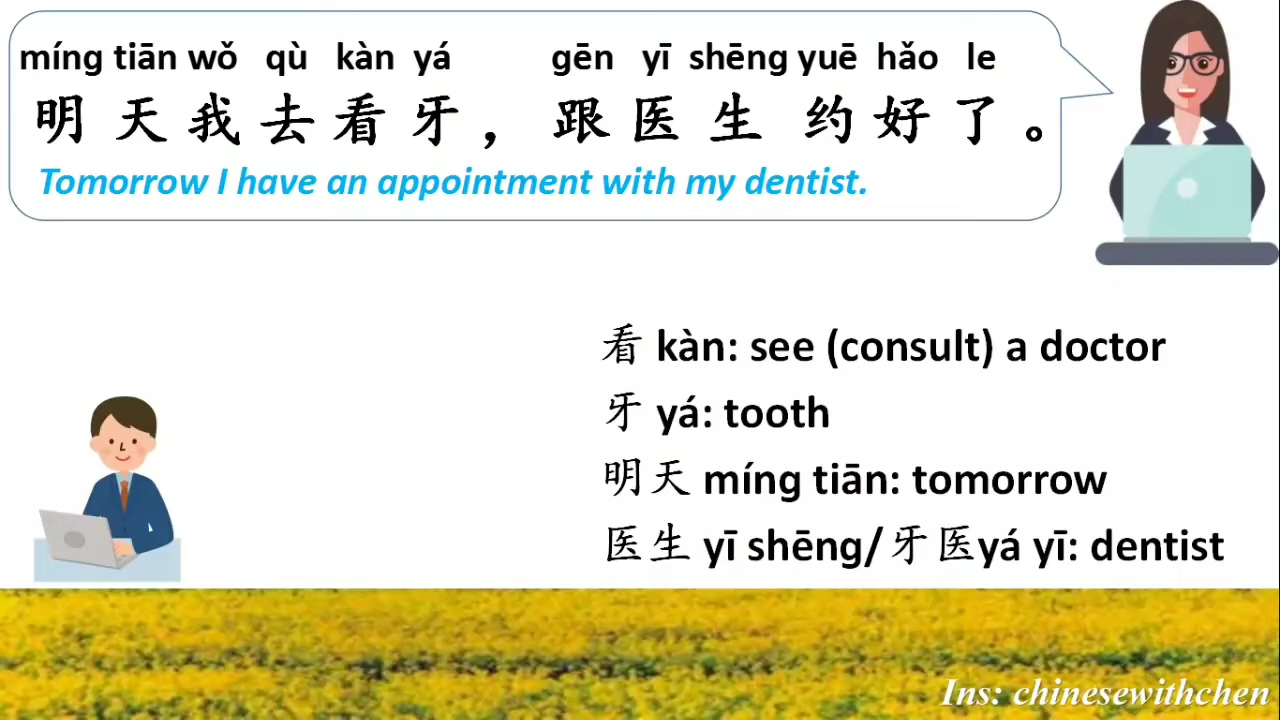 míng tiān wǒ qù kàn yá gēn yī shēng yuē hǎo le
明天我去看牙，跟医生约好了。
Tomorrow I have an appointment with my dentist.
看 kàn: see (consult) a doctor
牙 yá: tooth
明天 míng tiān: tomorrow
医生 yī shēng/牙医yá yī: dentist
Ins: chinesewithchen